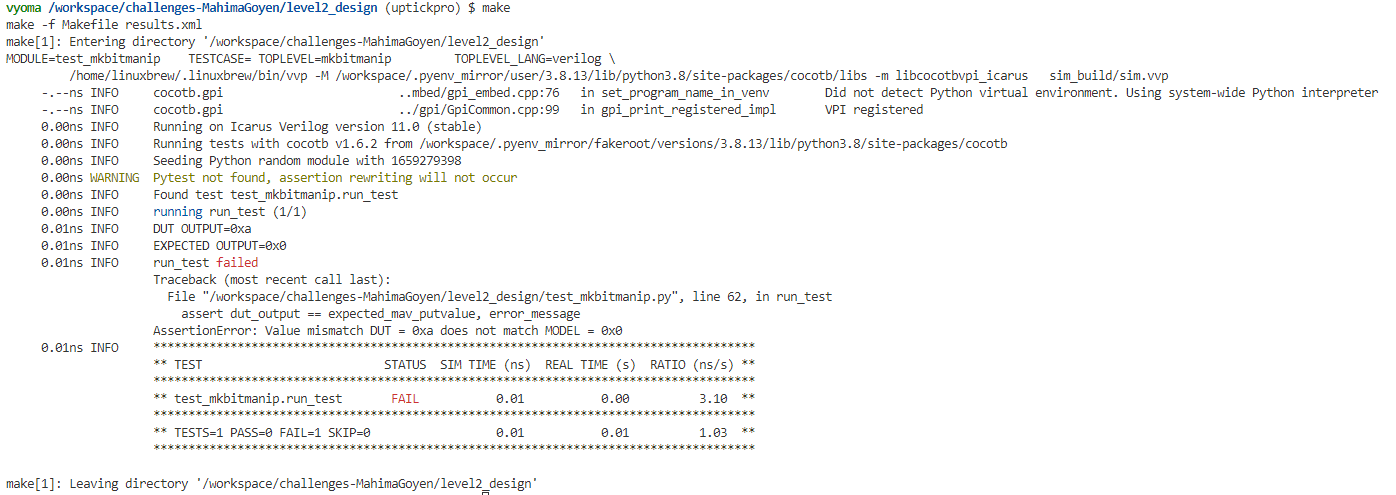 vyoma /workspace/challenges-MahimaGoyen/level2_design (uptickpro) $ make
make -f Makefile results.xml
make[1]: Entering directory '/workspace/challenges-MahimaGoyen/level2_design'
MODULE=test_mkbitmanip TESTCASE= TOPLEVEL=mkbitmanip TOPLEVEL_LANG=verilog \
/home/linuxbrew/.linuxbrew/bin/vvp -M /workspace/.pyenv_mirror/user/3.8.13/lib/python3.8/site-packages/cocotb/libs -m libcocotbvpi_icarus sim_build/sim.vvp
-.--ns INFO cocotb.gpi ..mbed/gpi_embed.cpp:76 in set_program_name_in_venv Did not detect Python virtual environment. Using system-wide Python interpreter
-.--ns INFO cocotb.gpi ../gpi/GpiCommon.cpp:99 in gpi_print_registered_impl VPI registered
0.00ns INFO Running on Icarus Verilog version 11.0 (stable)
0.00ns INFO Running tests with cocotb v1.6.2 from /workspace/.pyenv_mirror/fakeroot/versions/3.8.13/lib/python3.8/site-packages/cocotb
0.00ns INFO Seeding Python random module with 1659279398
0.00ns WARNING Pytest not found, assertion rewriting will not occur
0.00ns INFO Found test test_mkbitmanip.run_test
0.00ns INFO running run_test (1/1)
0.01ns INFO DUT OUTPUT=0xa
0.01ns INFO EXPECTED OUTPUT=0x0
0.01ns INFO run_test failed
Traceback (most recent call last):
File "/workspace/challenges-MahimaGoyen/level2_design/test_mkbitmanip.py", line 62, in run_test
assert dut_output == expected_mav_putvalue, error_message
AssertionError: Value mismatch DUT = 0xa does not match MODEL = 0x0
0.01ns INFO **************************************************************************************
** TEST STATUS SIM TIME (ns) REAL TIME (s) RATIO (ns/s) **
**************************************************************************************
** test_mkbitmanip.run_test FAIL 0.01 0.00 3.10 **
**************************************************************************************
** TESTS=1 PASS=0 FAIL=1 SKIP=0 0.01 0.01 1.03 **
**************************************************************************************
make[1]: Leaving directory '/workspace/challenges-MahimaGoyen/level2_design'